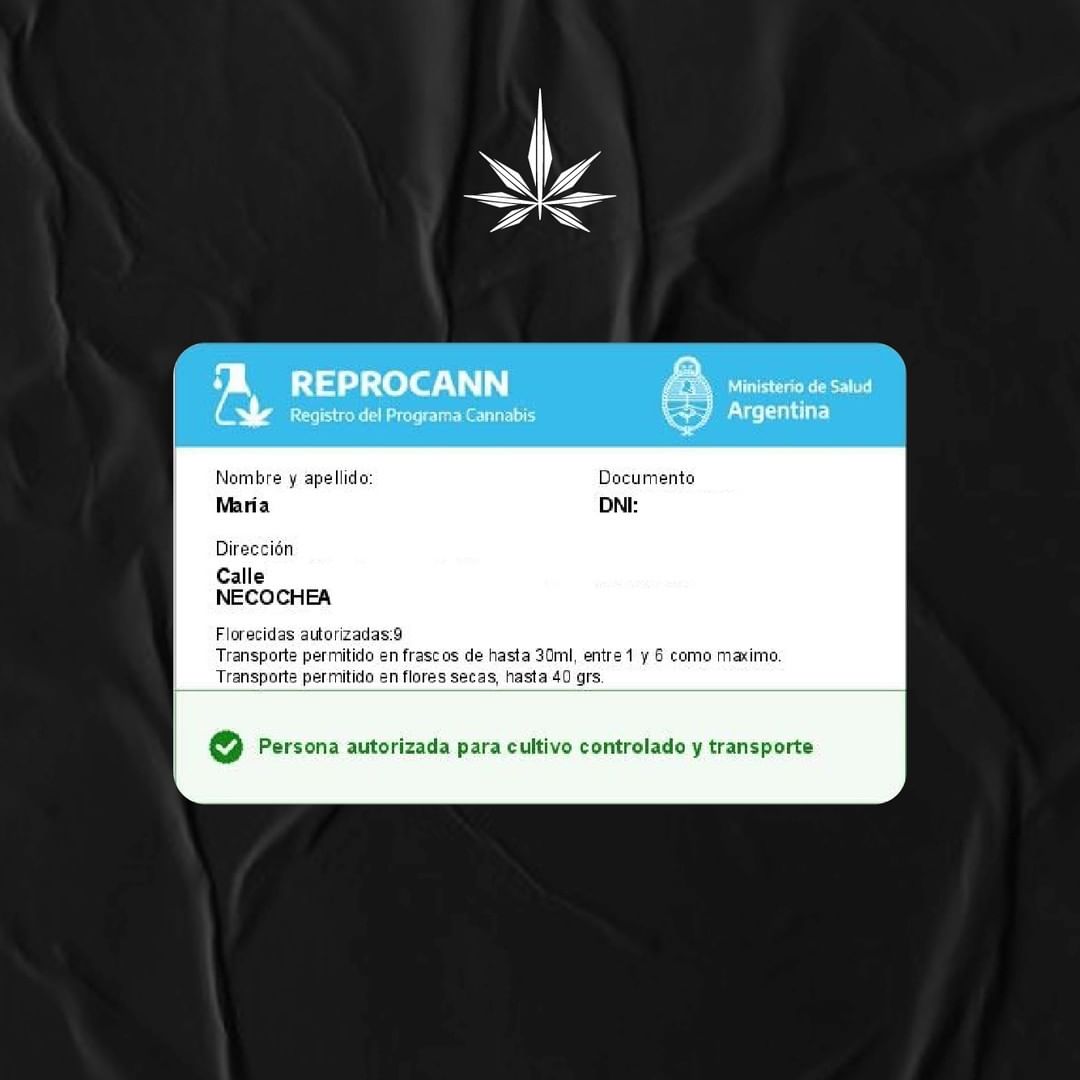 REPROCANN
Registro del Programa Cannabis
Ministerio de Salud
Argentina
Nombre y apellido:
María
Documento
DNI:
Dirección
Calle
NECOCHEA
Florecidas autorizadas:9
Transporte permitido en frascos de hasta 30ml, entre 1 y 6 como maximo.
Transporte permitido en flores secas, hasta 40 grs.
Persona autorizada para cultivo controlado y transporte